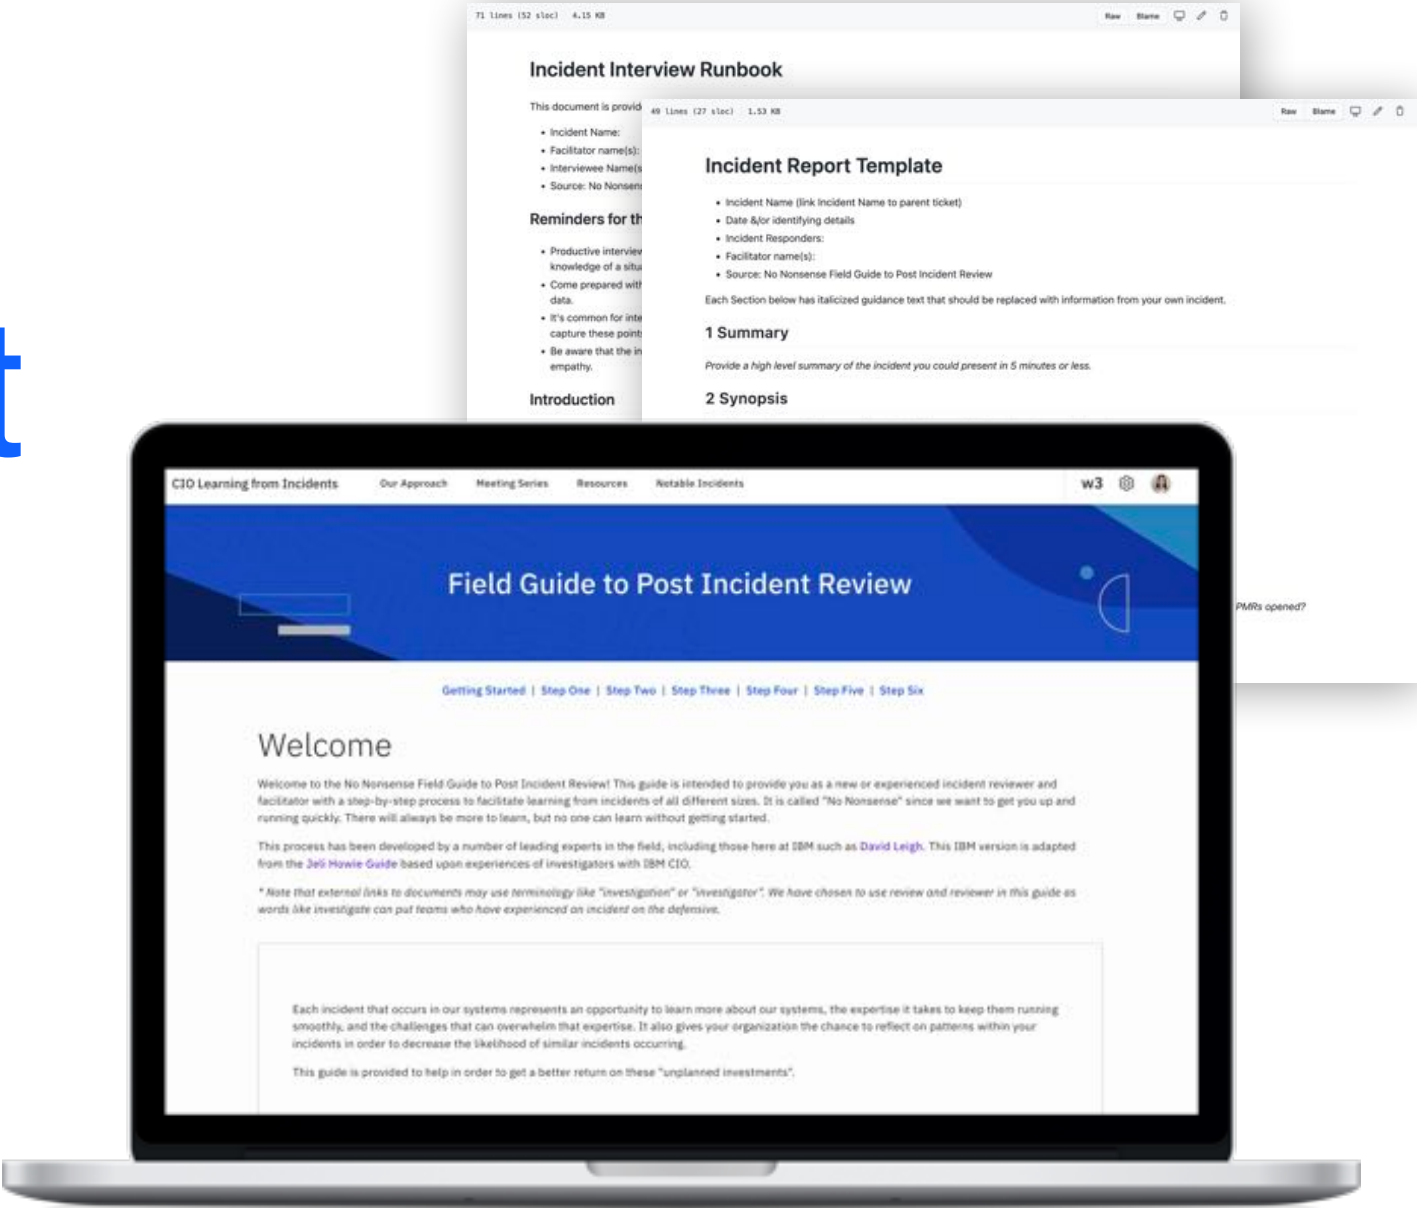 71 lines (52 sloc) 4.15 KB
Raw Blame
Incident Interview Runbook
This document is provid
• Incident Name:
• Facilitator name(s):
• Interviewee Name(s
• Source: No Nonsen
Reminders for th
• Productive interview
knowledge of a situa
• Come prepared with
data.
• It's common for inte
capture these point
• Be aware that the in
empathy.
Introduction
49 lines (27 sloc) 1.53 KB
Raw Blame
Incident Report Template
• Incident Name (link Incident Name to parent ticket)
• Date &/or identifying details
• Incident Responders:
• Facilitator name(s):
• Source: No Nonsense Field Guide to Post Incident Review
Each Section below has italicized guidance text that should be replaced with information from your own incident.
1 Summary
Provide a high level summary of the incident you could present in 5 minutes or less.
2 Synopsis
PMRs opened?
t
CIO Learning from Incidents Our Approach Meeting Series Resources Notable Incidents w3
Field Guide to Post Incident Review
Getting Started | Step One | Step Two | Step Three | Step Four | Step Five | Step Six
Welcome
Welcome to the No Nonsense Field Guide to Post Incident Review! This guide is intended to provide you as a new or experienced incident reviewer and
facilitator with a step-by-step process to facilitate learning from incidents of all different sizes. It is called "No Nonsense" since we want to get you up and
running quickly. There will always be more to learn, but no one can learn without getting started.
This process has been developed by a number of leading experts in the field, including those here at IBM such as David Leigh. This IBM version is adapted
from the Jeli Howie Guide based upon experiences of investigators with IBM CIO.
* Note that external links to documents may use terminology like "investigation" or "investigator". We have chosen to use review and reviewer in this guide as
words like investigate can put teams who have experienced an incident on the defensive.
Each incident that occurs in our systems represents an opportunity to learn more about our systems, the expertise it takes to keep them running
smoothly, and the challenges that can overwhelm that expertise. It also gives your organization the chance to reflect on patterns within your
incidents in order to decrease the likelihood of similar incidents occurring.
This guide is provided to help in order to get a better return on these "unplanned investments".